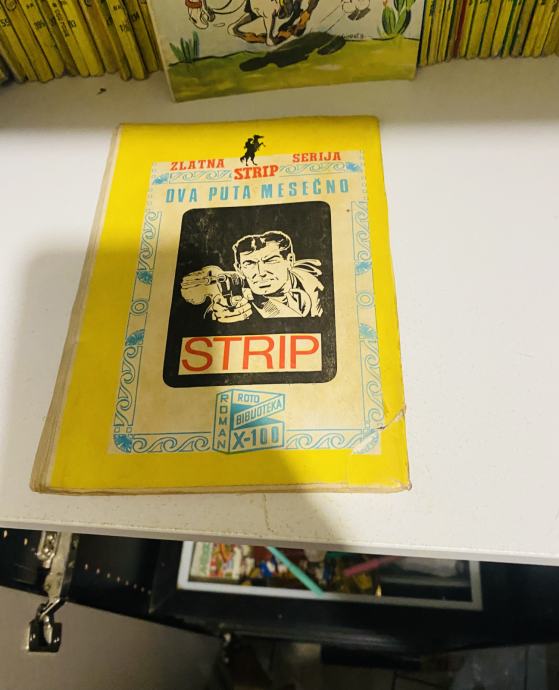 ZLATNA SERIJA
STRIP
DVA PUTA MESEČNO
STRIP
ROMAN
ROTO
BIBLIOTEKA
X-100